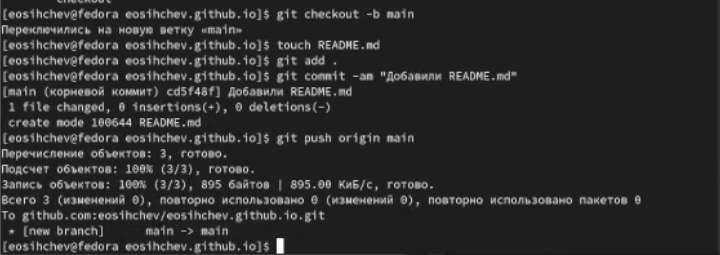 [eosihchev@fedora eosihchev.github.io]$ git checkout -b main
Переключились на новую ветку «main»
[eosihchev@fedora eosihchev.github.io]$ touch README.md
[eosihchev@fedora eosihchev.github.io]$ git add .
[eosihchev@fedora eosihchev.github.io]$ git commit -am "Добавили README.md"
[main (корневой коммит) cd5f48f] Добавили README.md
1 file changed, 0 insertions(+), 0 deletions(-)
create mode 100644 README.md
[eosihchev@fedora eosihchev.github.io]$ git push origin main
Перечисление объектов: 3, готово.
Подсчет объектов: 100% (3/3), готово.
Запись объектов: 100% (3/3), 895 байтов | 895.00 КиБ/с, готово.
Всего 3 (изменений 0), повторно использовано 0 (изменений 0), повторно использовано пакетов 0
To github.com:eosihchev/eosihchev.github.io.git
* [new branch] main -> main
[eosihchev@fedora eosihchev.github.io]$